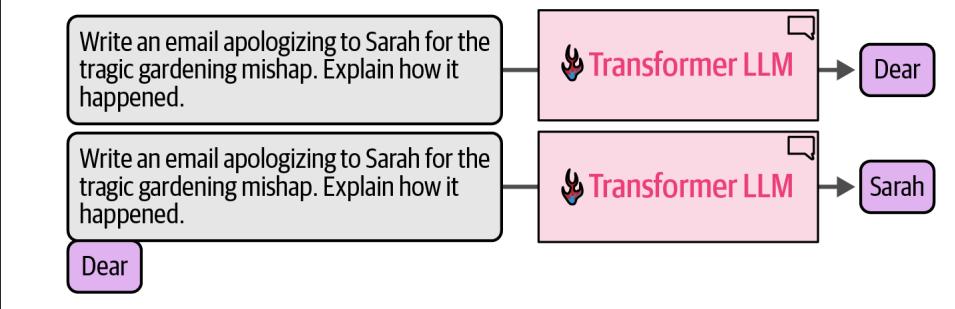 Write an email apologizing to Sarah for the
tragic gardening mishap. Explain how it
happened.
Transformer LLM
Dear
Write an email apologizing to Sarah for the
tragic gardening mishap. Explain how it
happened.
Transformer LLM
Sarah
Dear